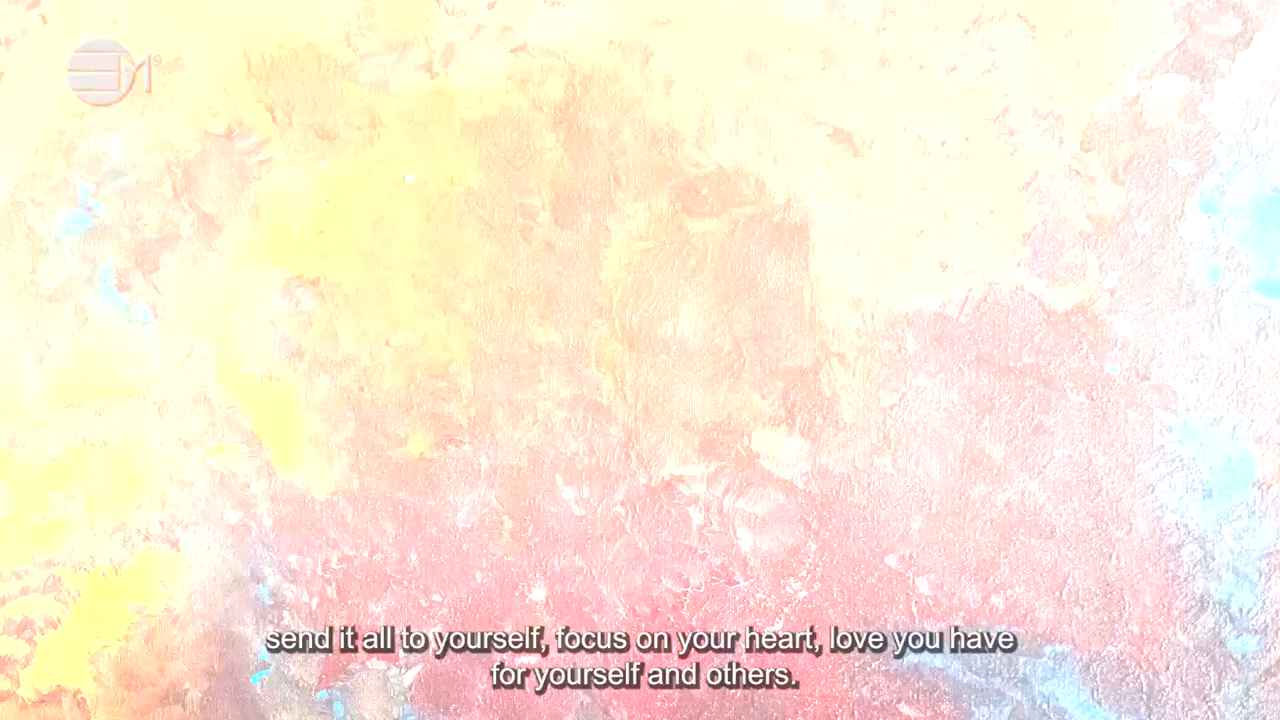 send it all to yourself, focus on your heart, love you have
for yourself and others.